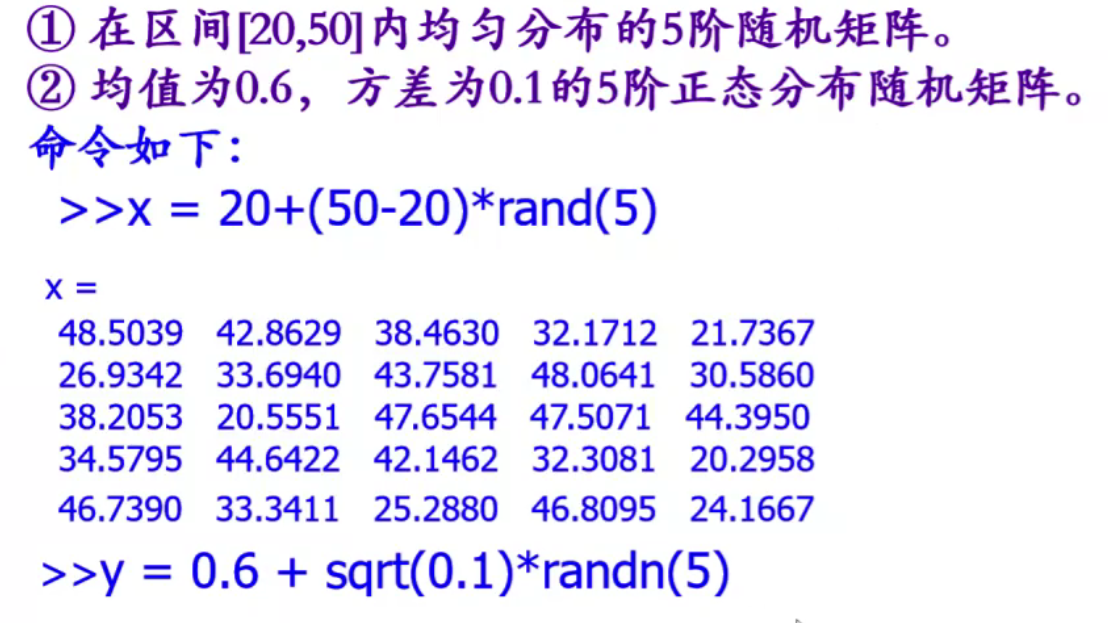 ① 在区间[20,50]内均匀分布的5阶随机矩阵。
② 均值为0.6，方差为0.1的5阶正态分布随机矩阵。
命令如下：
>>x = 20+(50-20)*rand(5)
x =
48.5039 42.8629 38.4630 32.1712 21.7367
26.9342 33.6940 43.7581 48.0641 30.5860
38.2053 20.5551 47.6544 47.5071 44.3950
34.5795 44.6422 42.1462 32.3081 20.2958
46.7390 33.3411 25.2880 46.8095 24.1667
>>y = 0.6 + sqrt(0.1)*randn(5)